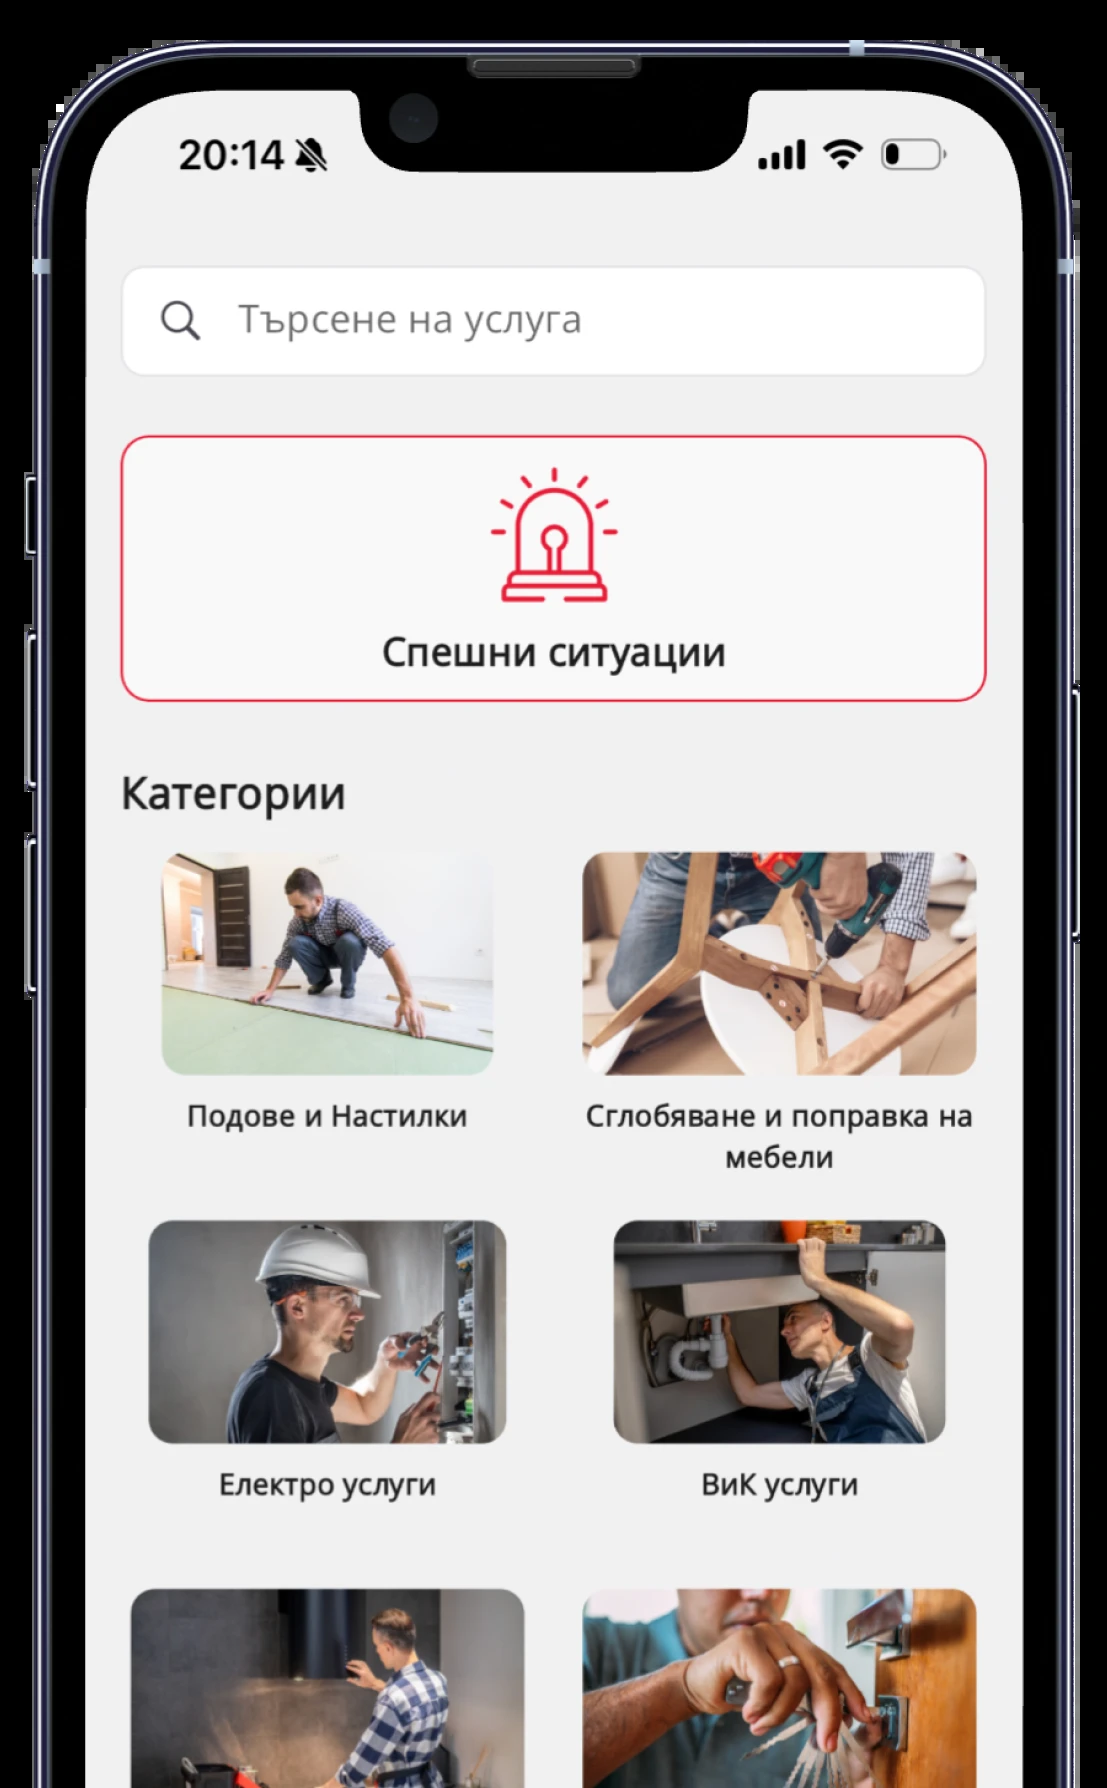 20:14
Търсене на услуга
Спешни ситуации
Категории
Подове и Настилки
Сглобяване и поправка на
мебели
Електро услуги
ВиК услуги